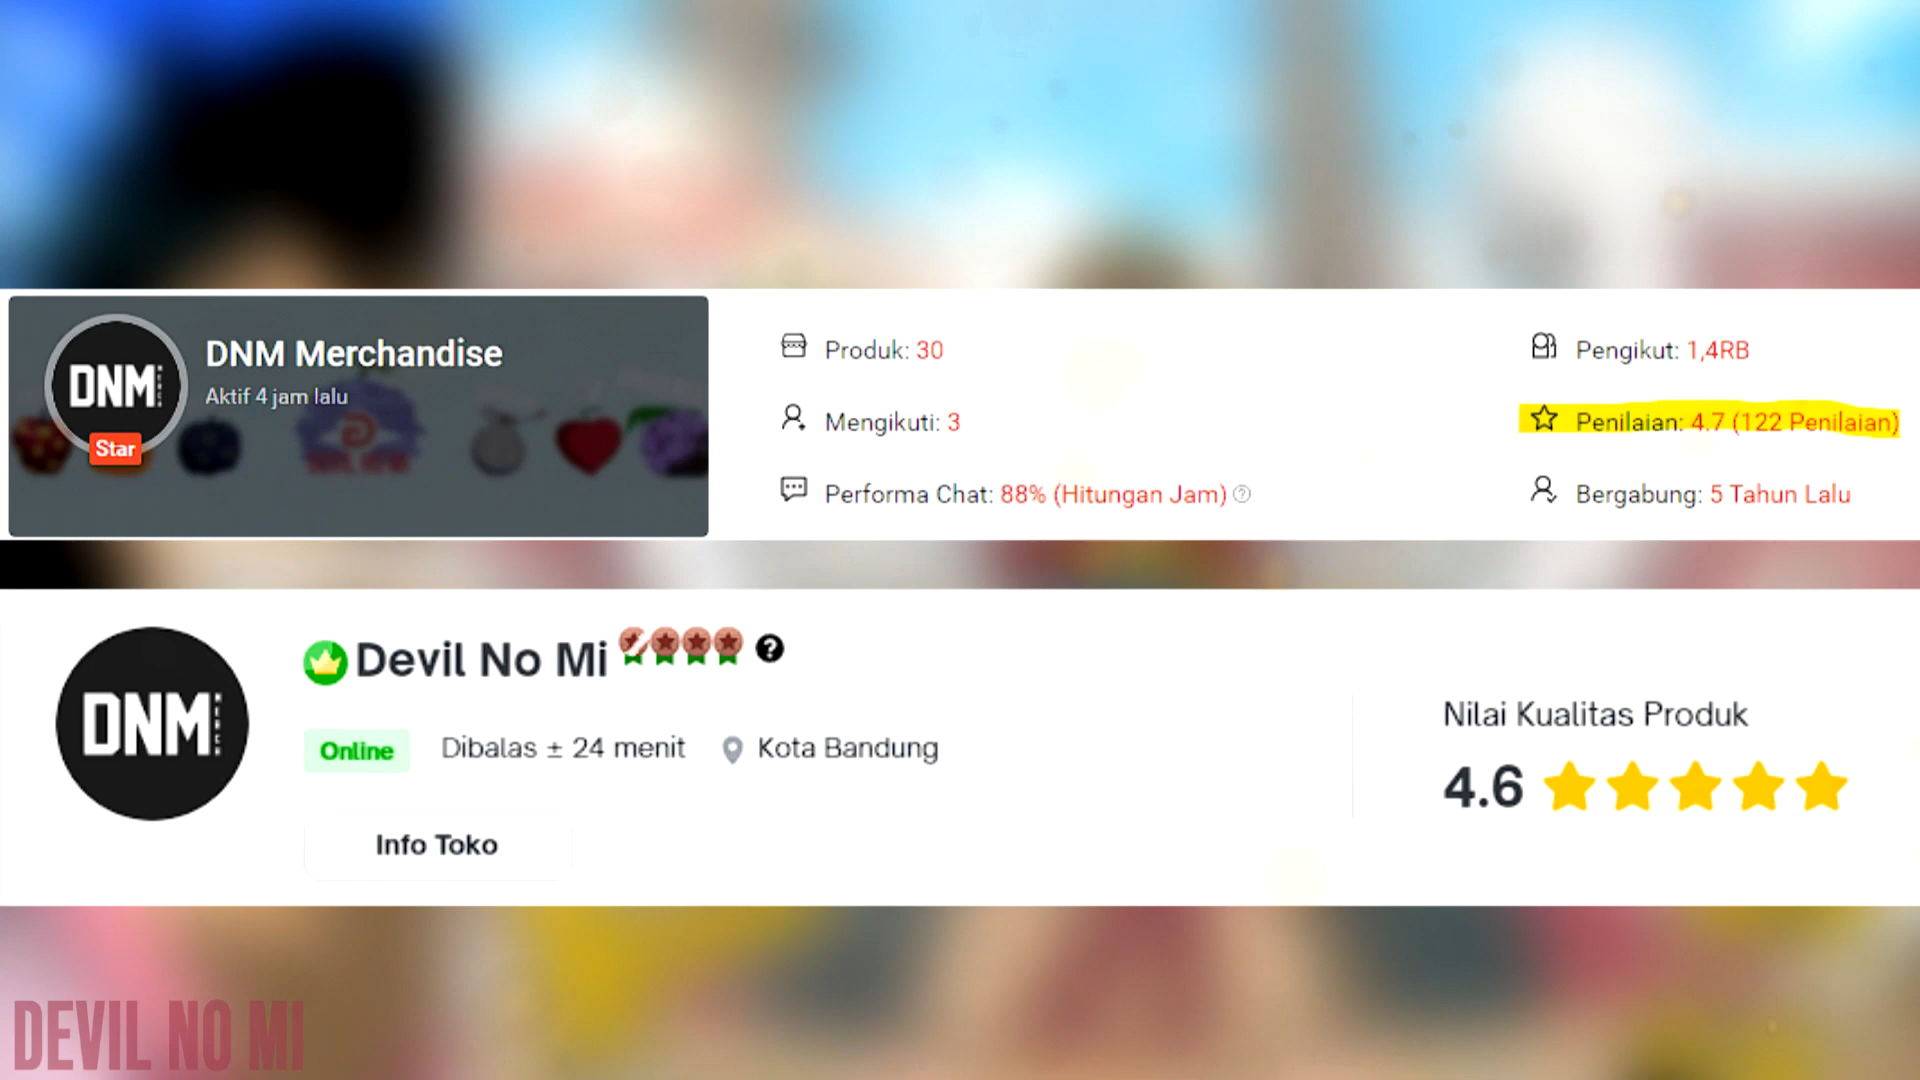 DNM
DNM Merchandise
Aktif 4 jam lalu
Star
Produk: 30
Mengikuti: 3
Performa Chat: 88% (Hitungan Jam)
Pengikut: 1,4RB
Penilaian: 4.7 (122 Penilaian)
Bergabung: 5 Tahun Lalu
DNM MERCH
Devil No Mi
Online
Dibalas ± 24 menit
Kota Bandung
Info Toko
Nilai Kualitas Produk
4.6
DEVIL NO MI